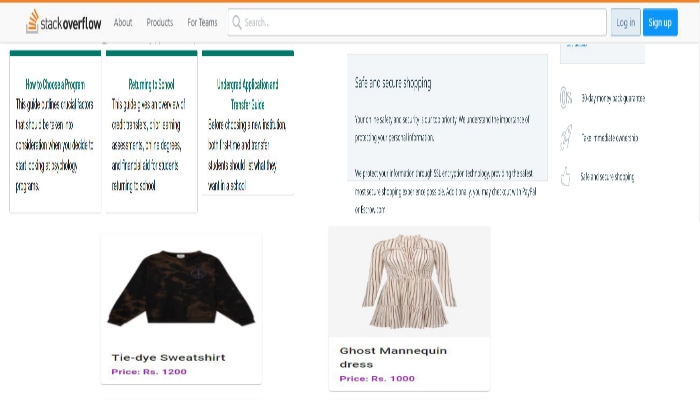 stackoverflow
About
Products
For Teams
Search...
Log in
Sign up
How to Choose a Program
This guide outlines crucial factors
that should be taken into
consideration when you decide to
start looking at psychology
programs.
Returning to School
This guide gives an overview of
credit transfers, prior learning
assessments, online degrees,
and financial aid for students
returning to school.
Undergrad Application and
Transfer Guide
Before choosing a new institution,
both first-time and transfer
students should last what they
want in a school
Safe and secure shopping
Your online safety and security is our top priority. We understand the importance of
protecting your personal information.
We protect your information through SSL encryption technology, providing the safest
most secure shopping experience possible. Additionally, you may checkout with PayPal
or Escrow.com
30-day money back guarantee
Take immediate ownership
Safe and secure shopping
Tie-dye Sweatshirt
Price: Rs. 1200
Ghost Mannequin
dress
Price: Rs. 1000